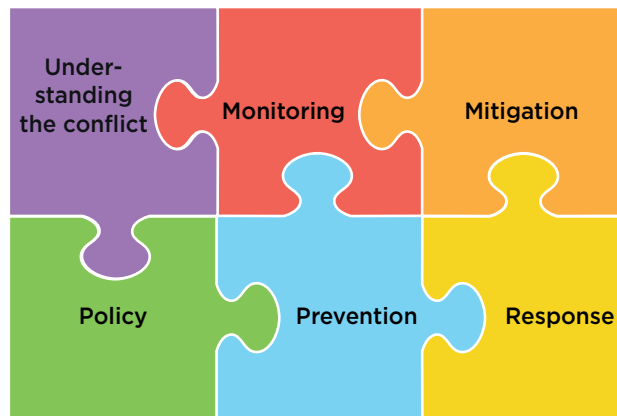 Under-
standing
the conflict
Monitoring
Mitigation
Policy
Prevention
Response